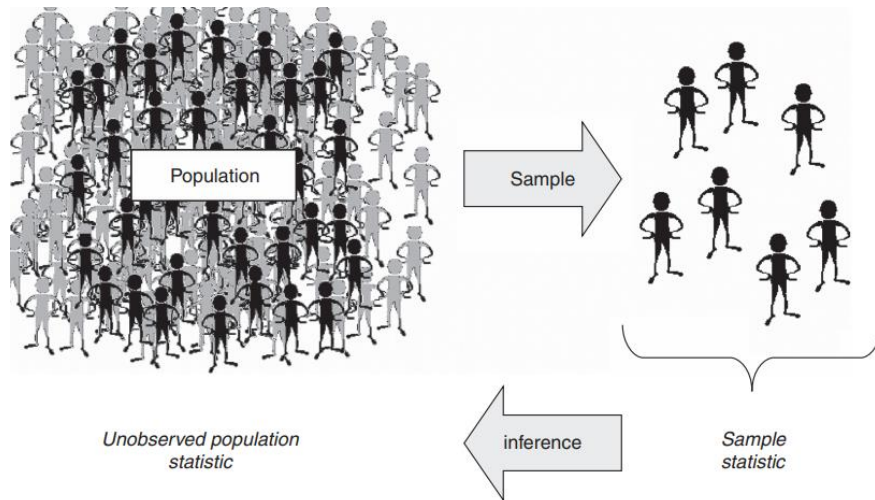 Population
Sample
Unobserved population
statistic
inference
Sample
statistic